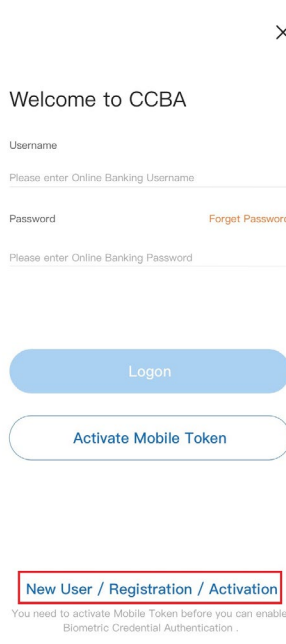 Welcome to CCBA
Username
Please enter Online Banking Username
Password Forget Password
Please enter Online Banking Password
Logon
Activate Mobile Token
New User / Registration / Activation
You need to activate Mobile Token before you can enable
Biometric Credential Authentication .